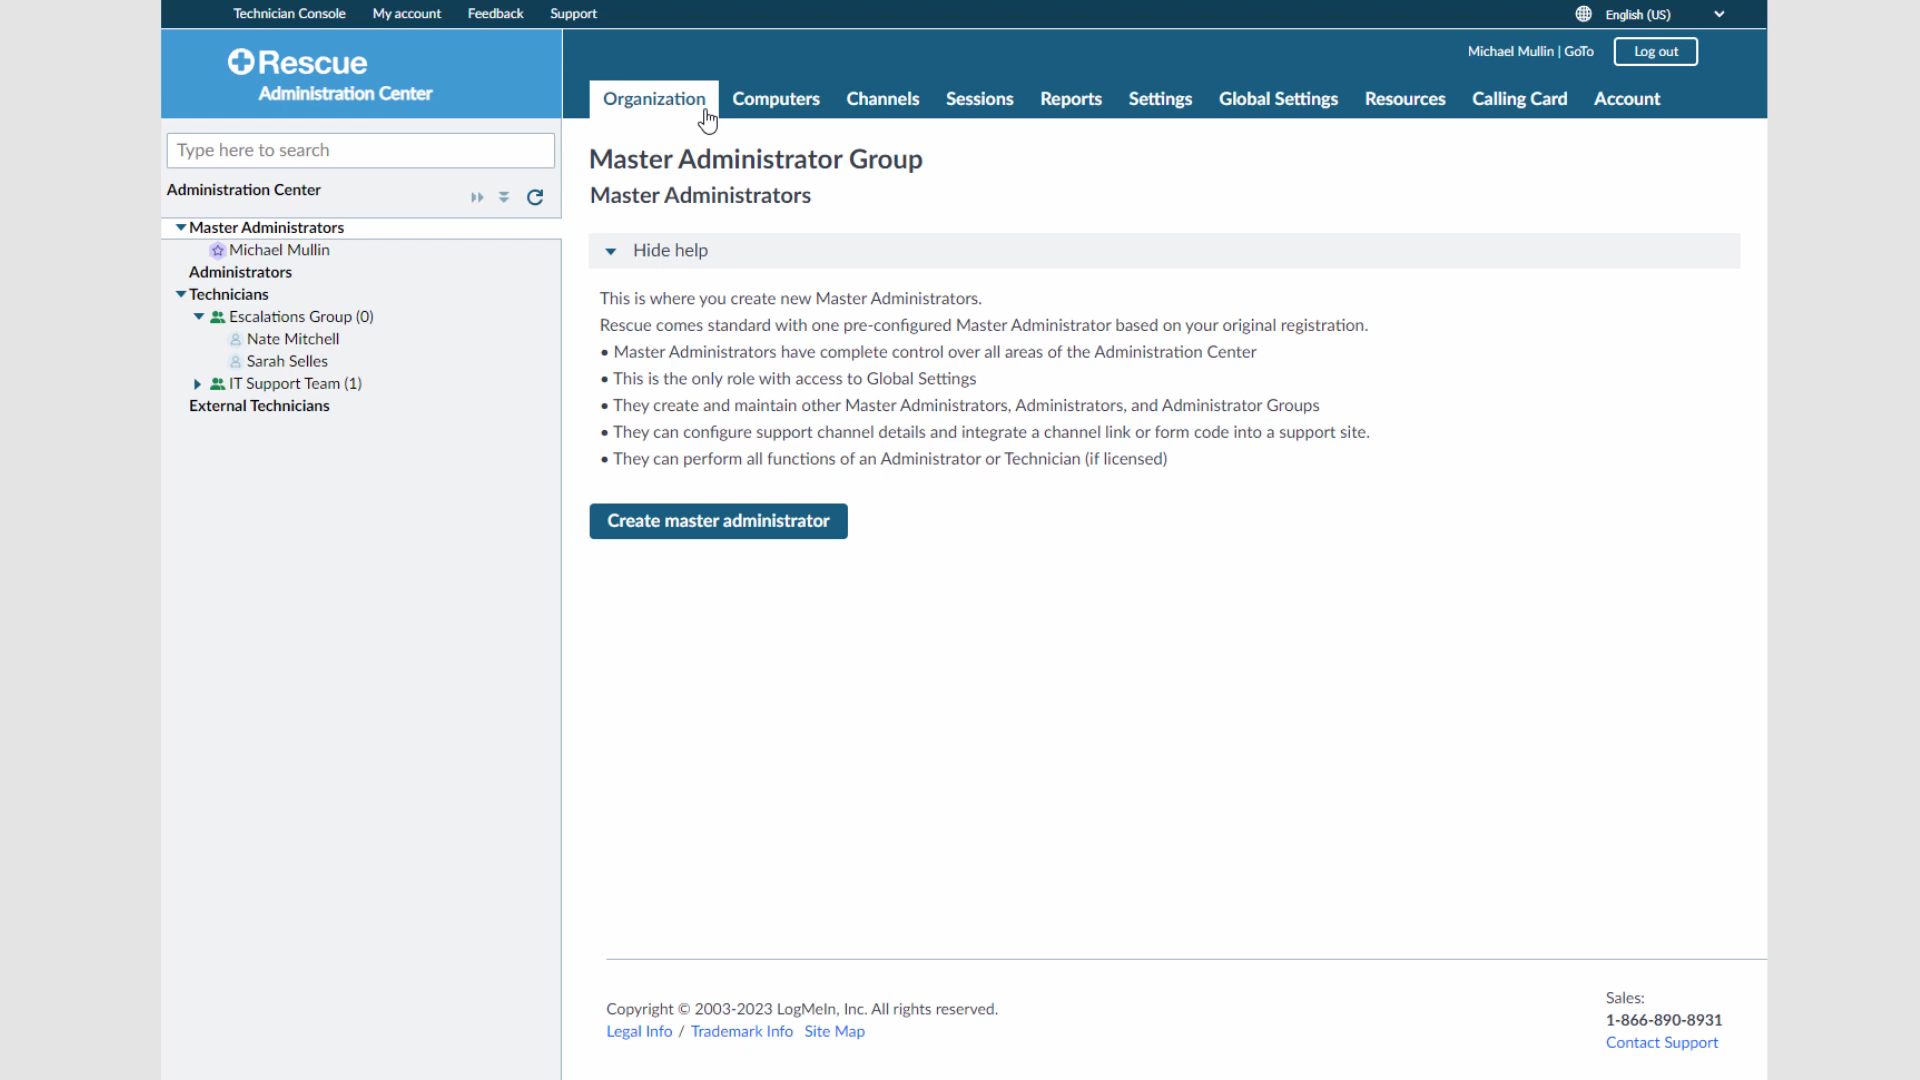 Technician Console My account Feedback Support English (US)
Rescue
Administration Center
Michael Mullin | GoTo Log out
Organization Computers Channels Sessions Reports Settings Global Settings Resources Calling Card Account
Type here to search
Administration Center
Master Administrators
Michael Mullin
Administrators
Technicians
Escalations Group (0)
Nate Mitchell
Sarah Selles
IT Support Team (1)
External Technicians
Master Administrator Group
Master Administrators
Hide help
This is where you create new Master Administrators.
Rescue comes standard with one pre-configured Master Administrator based on your original registration.
• Master Administrators have complete control over all areas of the Administration Center
• This is the only role with access to Global Settings
• They create and maintain other Master Administrators, Administrators, and Administrator Groups
• They can configure support channel details and integrate a channel link or form code into a support site.
• They can perform all functions of an Administrator or Technician (if licensed)
Create master administrator
Copyright © 2003-2023 LogMeIn, Inc. All rights reserved.
Legal Info / Trademark Info Site Map
Sales:
1-866-890-8931
Contact Support